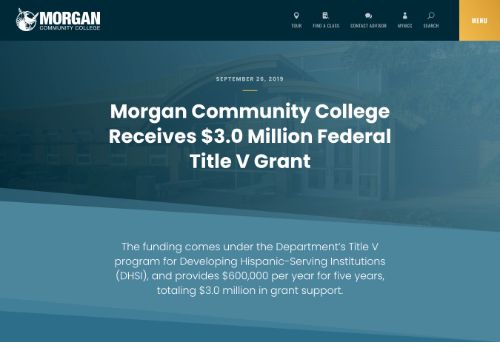 MORGAN
COMMUNITY COLLEGE
TOUR
FIND A CLASS
CONTACT ADVISOR
MYMCC
SEARCH
MENU
SEPTEMBER 26, 2019
Morgan Community College
Receives $3.0 Million Federal
Title V Grant
The funding comes under the Department's Title V
program for Developing Hispanic-Serving Institutions
(DHSI), and provides $600,000 per year for five years,
totaling $3.0 million in grant support.